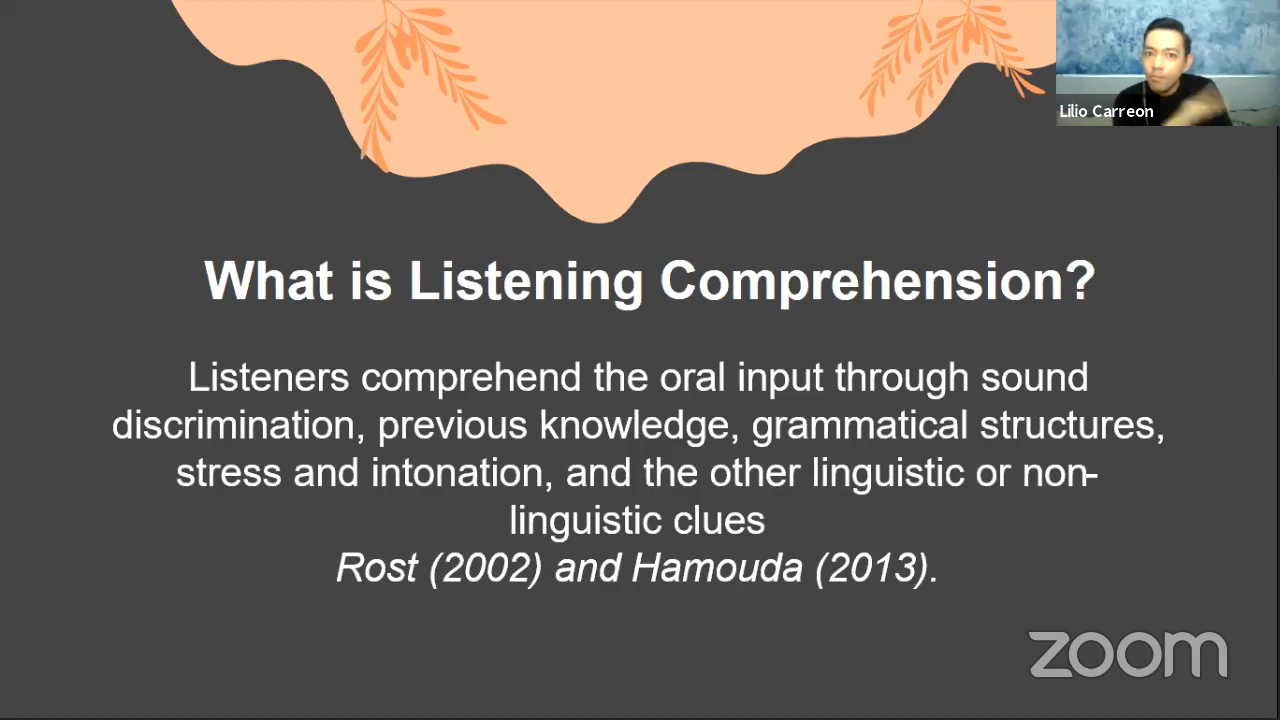 Lilio Carreon
What is Listening Comprehension?
Listeners comprehend the oral input through sound
discrimination, previous knowledge, grammatical structures,
stress and intonation, and the other linguistic or non-
linguistic clues
Rost (2002) and Hamouda (2013).
zoom